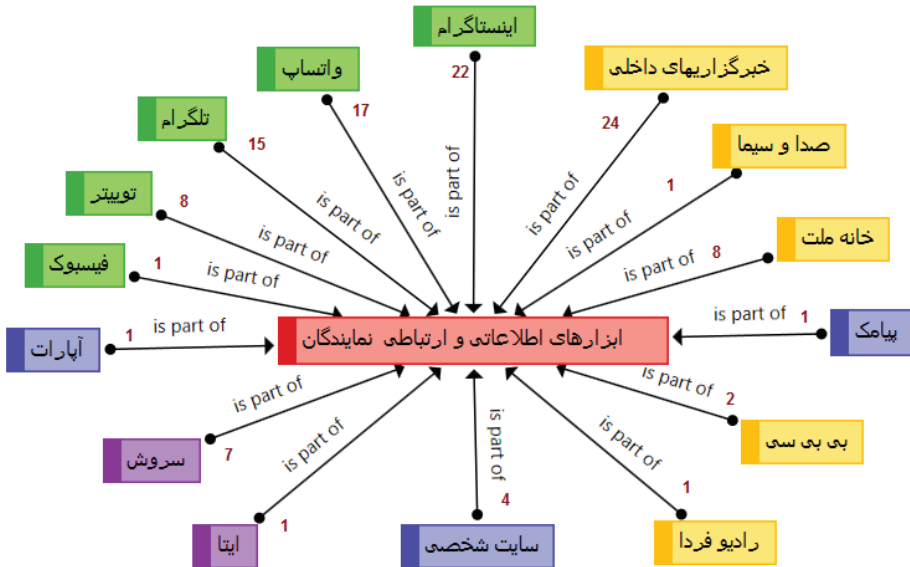 اینستاگرام
22
is part of
واتساپ
17
is part of
تلگرام
15
is part of
توییتر
8
is part of
فیسبوک
1
is part of
آپارات
1
is part of
سروش
7
is part of
ایتا
1
is part of
سایت شخصی
4
is part of
رادیو فردا
1
is part of
بی بی سی
2
is part of
پیامک
1
is part of
خانه ملت
8
is part of
صدا و سیما
1
is part of
خبرگزاریهای داخلی
24
is part of
ابزارهای اطلاعاتی و ارتباطی نمایندگان